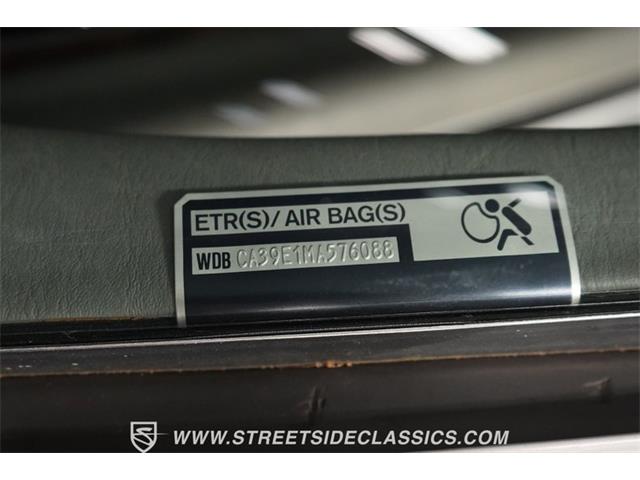 ETR(S)/ AIR BAG(S)
WDB CA39E1MA576088
WWW.STREETSIDECLASSICS.COM